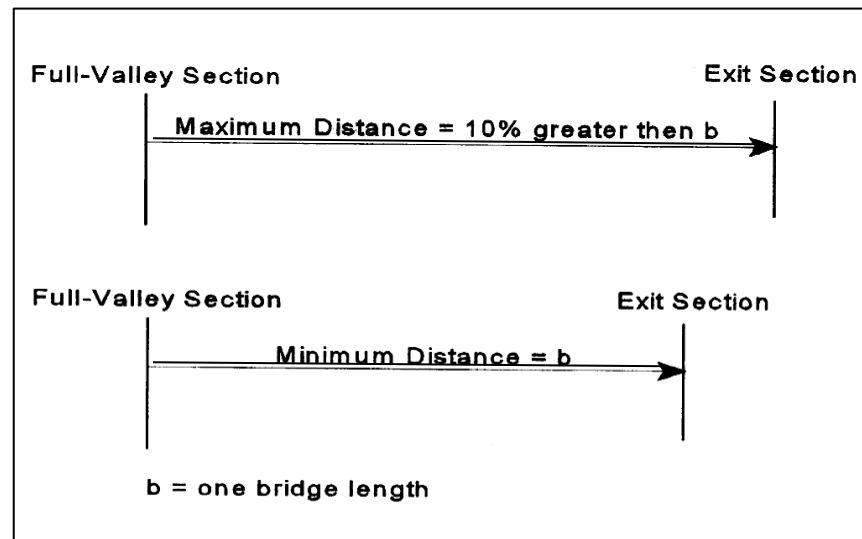 Full-Valley Section
Exit Section
Maximum Distance = 10% greater then b
Full-Valley Section
Exit Section
Minimum Distance = b
b = one bridge length